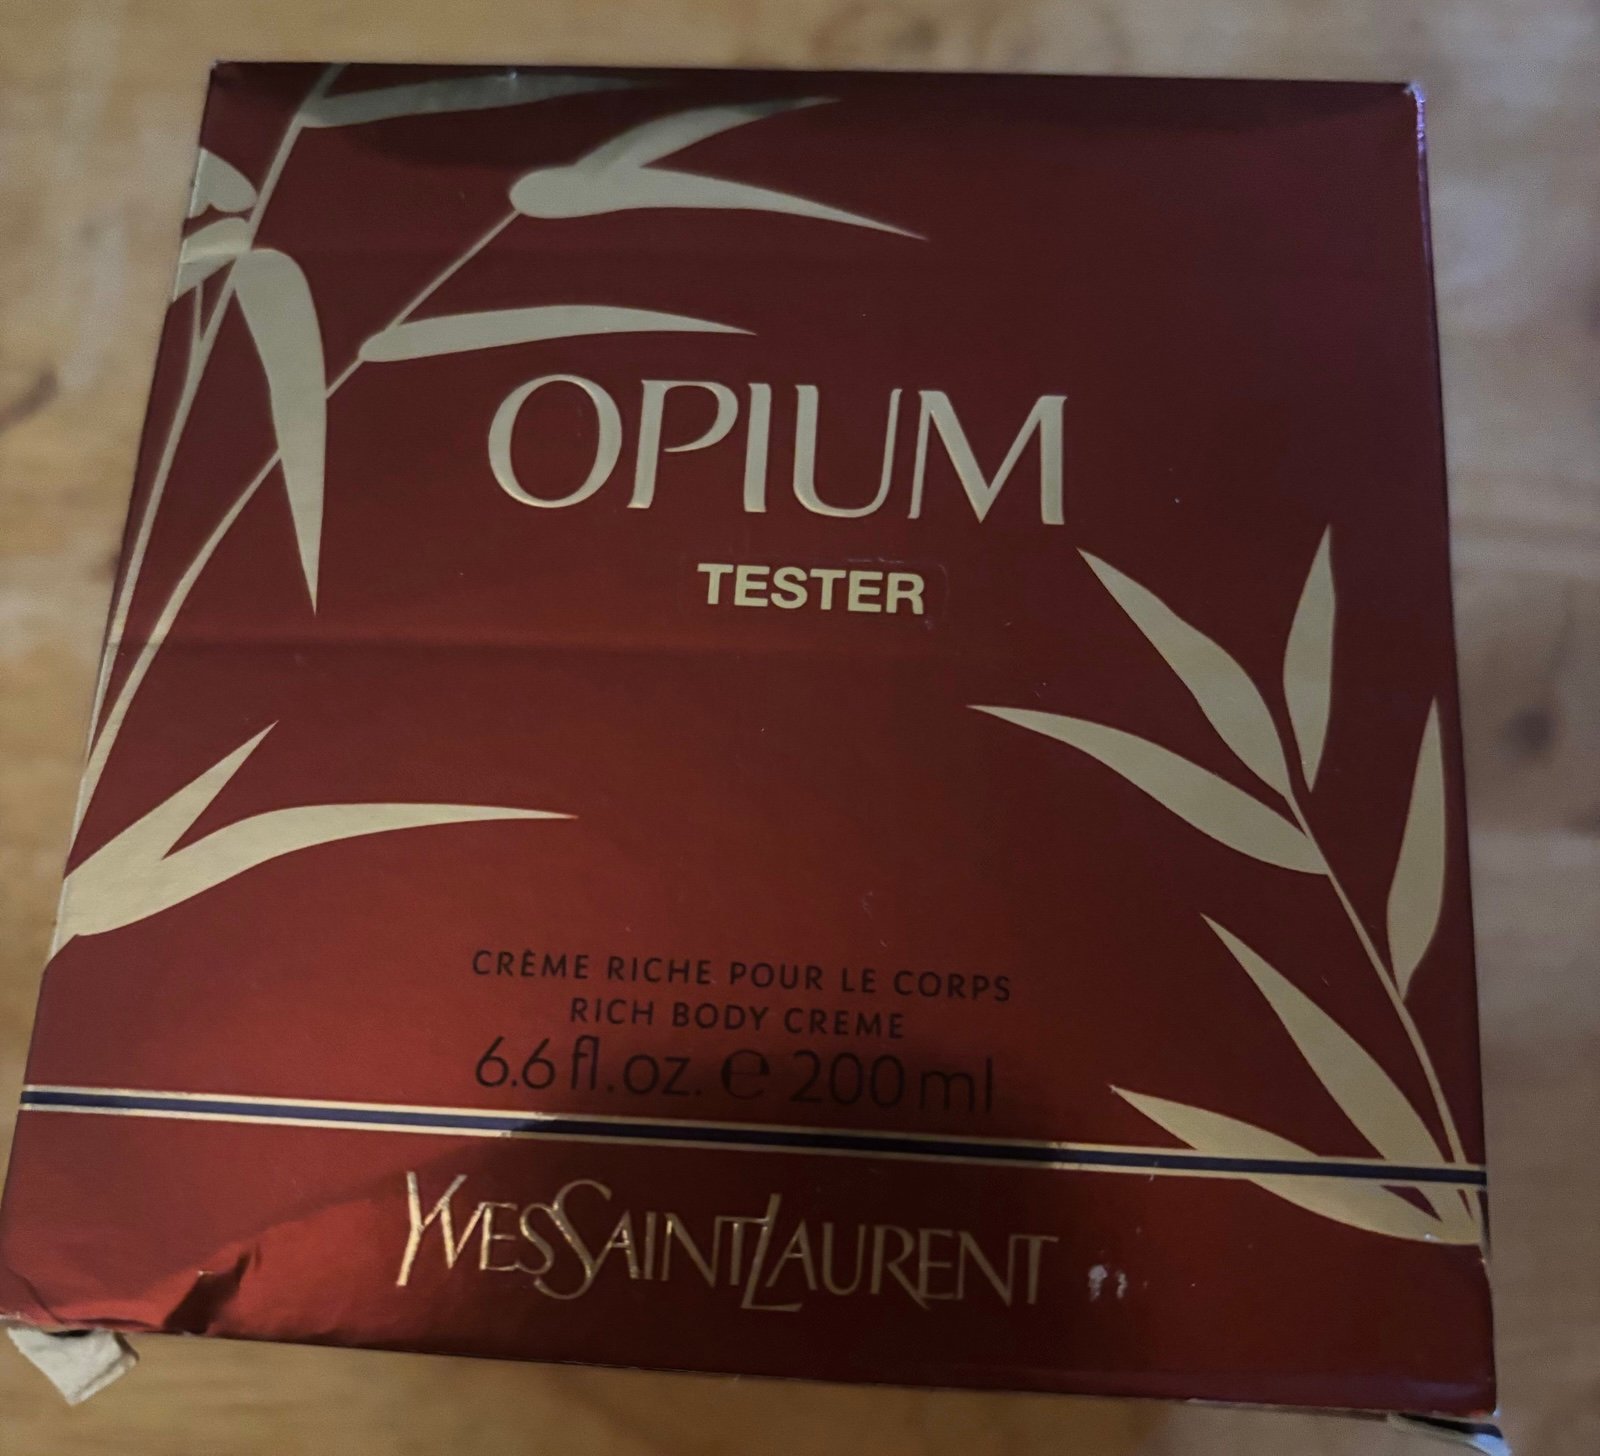 OPIUM
TESTER
CRÈME RICHE POUR LE CORPS
RICH BODY CREME
6.6 fl.oz. ℮ 200 ml
YVESSAINTLAURENT